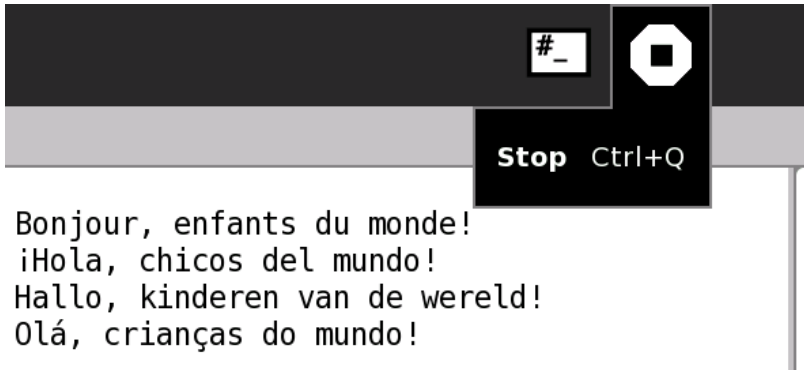 #_
Stop Ctrl+Q
Bonjour, enfants du monde!
¡Hola, chicos del mundo!
Hallo, kinderen van de wereld!
Olá, crianças do mundo!